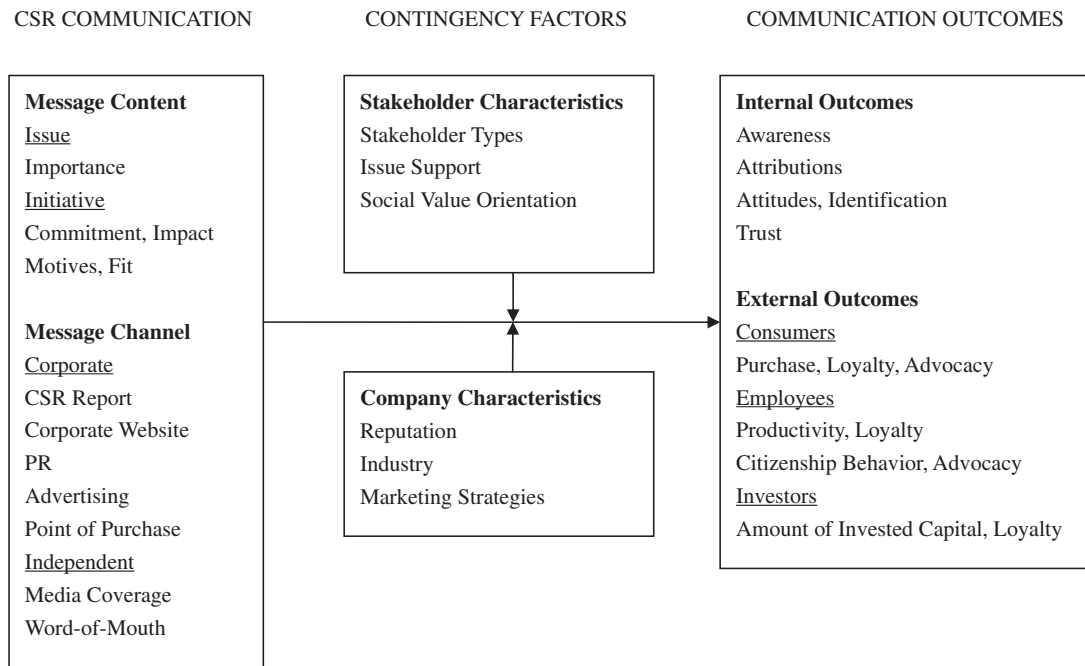 CSR COMMUNICATION
CONTINGENCY FACTORS
COMMUNICATION OUTCOMES
Message Content
Issue
Importance
Initiative
Commitment, Impact
Motives, Fit
Message Channel
Corporate
CSR Report
Corporate Website
PR
Advertising
Point of Purchase
Independent
Media Coverage
Word-of-Mouth
Stakeholder Characteristics
Stakeholder Types
Issue Support
Social Value Orientation
Company Characteristics
Reputation
Industry
Marketing Strategies
Internal Outcomes
Awareness
Attributions
Attitudes, Identification
Trust
External Outcomes
Consumers
Purchase, Loyalty, Advocacy
Employees
Productivity, Loyalty
Citizenship Behavior, Advocacy
Investors
Amount of Invested Capital, Loyalty